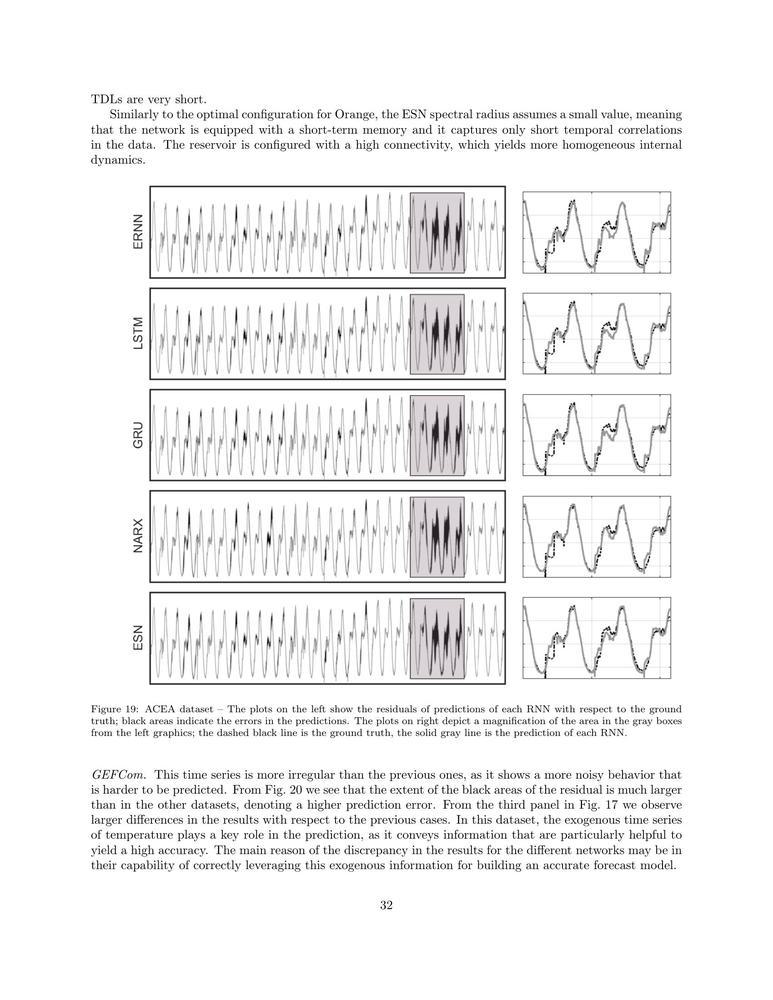 TDLs are very short.
Similarly to the optimal configuration for Orange, the ESN spectral radius assumes a small value, meaning
that the network is equipped with a short-term memory and it captures only short temporal correlations
in the data. The reservoir is configured with a high connectivity, which yields more homogeneous internal
dynamics.
ERNN
LSTM
GRU
NARX
ESN
Figure 19: ACEA dataset – The plots on the left show the residuals of predictions of each RNN with respect to the ground
truth; black areas indicate the errors in the predictions. The plots on right depict a magnification of the area in the gray boxes
from the left graphics; the dashed black line is the ground truth, the solid gray line is the prediction of each RNN.
GEFCom. This time series is more irregular than the previous ones, as it shows a more noisy behavior that
is harder to be predicted. From Fig. 20 we see that the extent of the black areas of the residual is much larger
than in the other datasets, denoting a higher prediction error. From the third panel in Fig. 17 we observe
larger differences in the results with respect to the previous cases. In this dataset, the exogenous time series
of temperature plays a key role in the prediction, as it conveys information that are particularly helpful to
yield a high accuracy. The main reason of the discrepancy in the results for the different networks may be in
their capability of correctly leveraging this exogenous information for building an accurate forecast model.
32